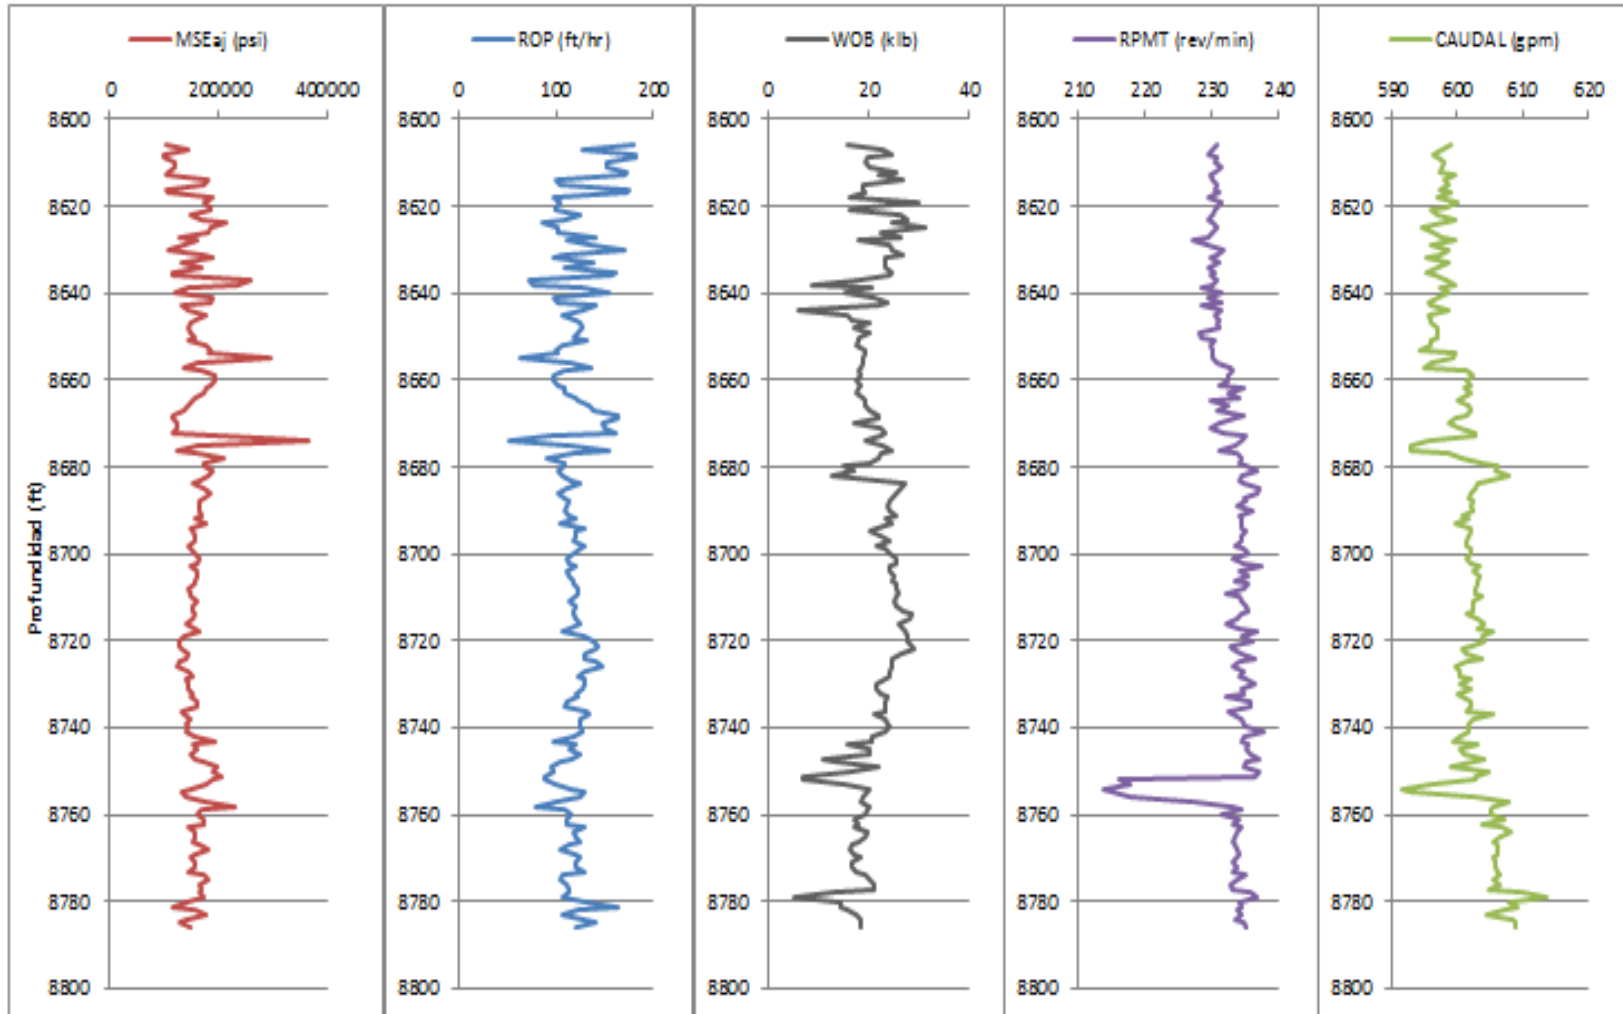 MSEaj (psi) ROP (ft/hr) WOB (klb) RPMT (rev/min) CAUDAL (gpm)
0 200000 400000 0 100 200 0 20 40 210 220 230 240 590 600 610 620
8600 8600 8600 8600 8600
8620 8620 8620 8620 8620
8640 8640 8640 8640 8640
8660 8660 8660 8660 8660
8680 8680 8680 8680 8680
Profundidad (ft)
8700 8700 8700 8700 8700
8720 8720 8720 8720 8720
8740 8740 8740 8740 8740
8760 8760 8760 8760 8760
8780 8780 8780 8780 8780
8800 8800 8800 8800 8800